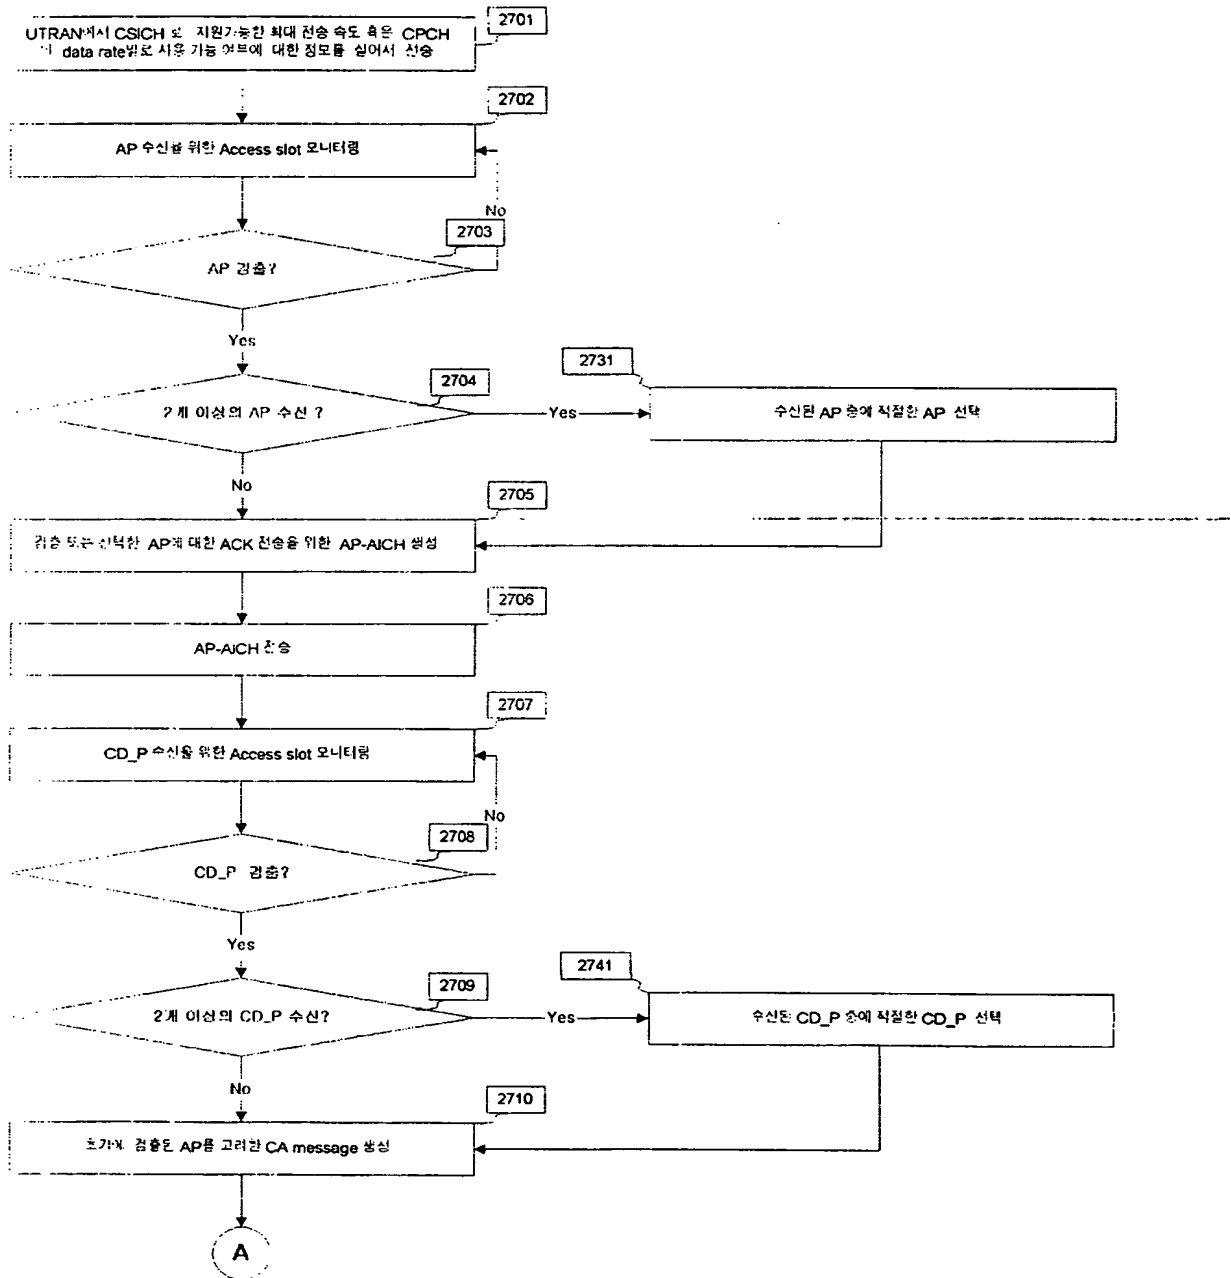 2701
UTRAN에서 CSICH 로 지원가능한 최대 전송 속도 혹은 CPCH
의 data rate별로 사용 가능 여부에 대한 정보를 실어서 전송
2702
AP 수신을 위한 Access slot 모니터링
No
2703
AP 검출?
Yes
2704
2개 이상의 AP 수신 ?
Yes
2731
수신된 AP 중에 적절한 AP 선택
No
2705
검출 또는 선택한 AP에 대한 ACK 전송을 위한 AP-AICH 생성
2706
AP-AICH 전송
2707
CD_P 수신을 위한 Access slot 모니터링
No
2708
CD_P 검출?
Yes
2709
2개 이상의 CD_P 수신?
Yes
2741
수신된 CD_P 중에 적절한 CD_P 선택
No
2710
초기에 검출된 AP를 고려한 CA message 생성
A